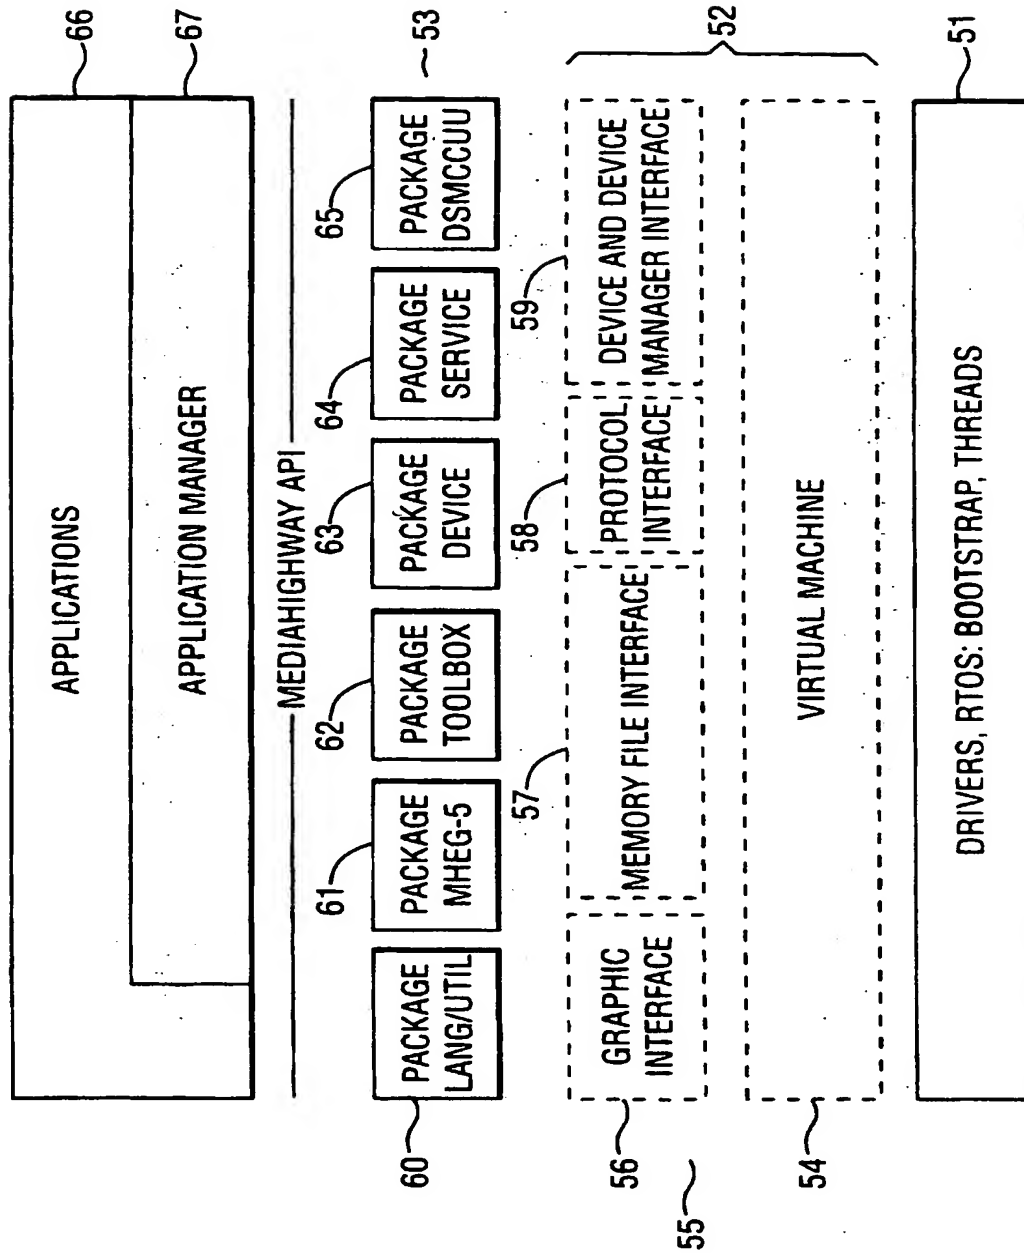 APPLICATIONS
66
APPLICATION MANAGER
67
MEDIAHIGHWAY API
61
62
63
64
65
60
PACKAGE
LANG/UTIL
PACKAGE
MHEG-5
PACKAGE
TOOLBOX
PACKAGE
DEVICE
PACKAGE
SERVICE
PACKAGE
DSMCCUU
53
57
58
59
56
GRAPHIC
INTERFACE
MEMORY FILE INTERFACE
PROTOCOL
INTERFACE
DEVICE AND DEVICE
MANAGER INTERFACE
55
52
54
VIRTUAL MACHINE
DRIVERS, RTOS: BOOTSTRAP, THREADS
51